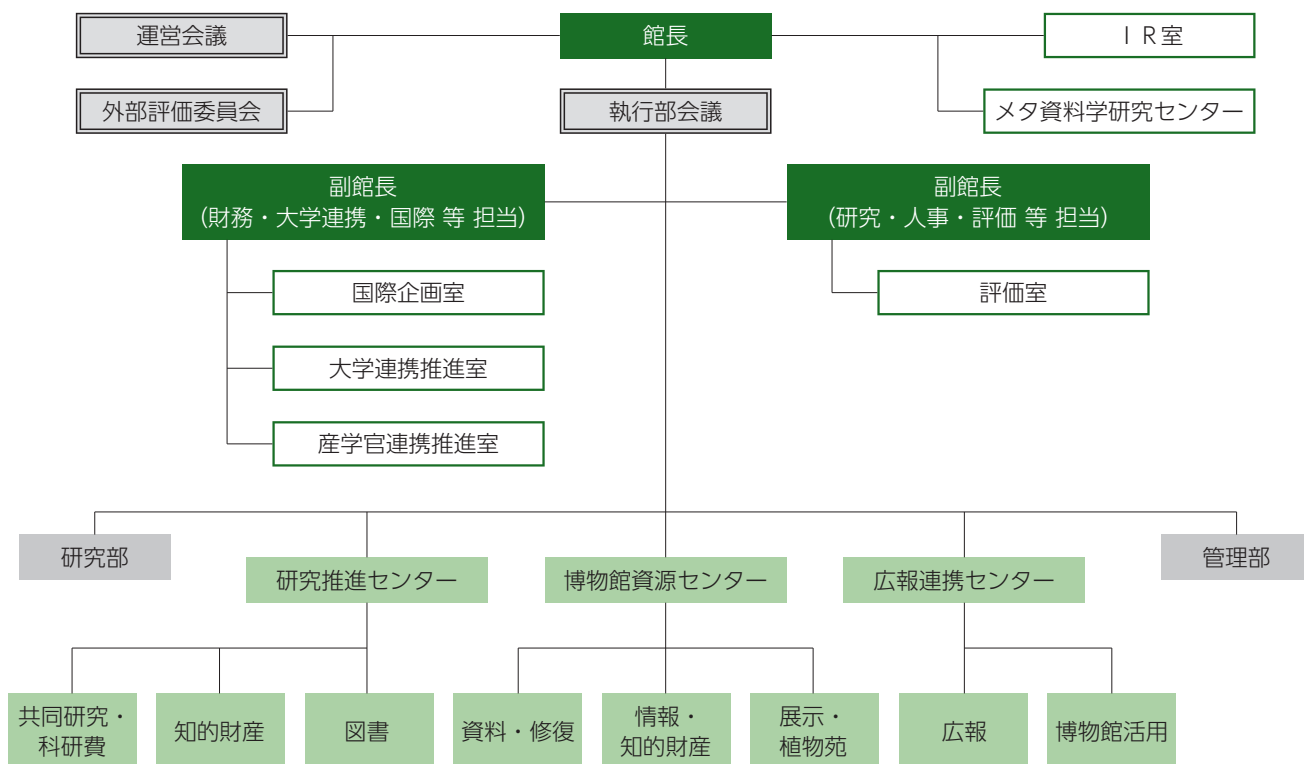 運営会議
館長
ＩＲ室
外部評価委員会
執行部会議
メタ資料学研究センター
副館長
（財務・大学連携・国際 等 担当）
副館長
（研究・人事・評価 等 担当）
国際企画室
評価室
大学連携推進室
産学官連携推進室
研究部
研究推進センター
博物館資源センター
広報連携センター
管理部
共同研究・
科研費
知的財産
図書
資料・修復
情報・
知的財産
展示・
植物苑
広報
博物館活用